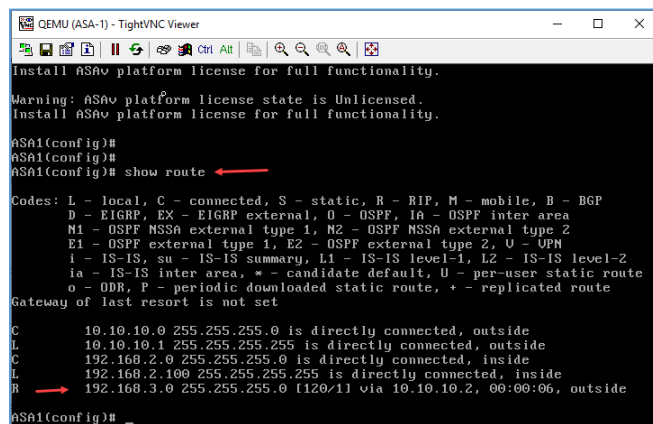 QEMU (ASA-1) - TightVNC Viewer
Ctrl Alt
Install ASAv platform license for full functionality.
Warning: ASAv platform license state is Unlicensed.
Install ASAv platform license for full functionality.
ASA1(config)#
ASA1(config)#
ASA1(config)# show route
Codes: L - local, C - connected, S - static, R - RIP, M - mobile, B - BGP
D - EIGRP, EX - EIGRP external, O - OSPF, IA - OSPF inter area
N1 - OSPF NSSA external type 1, N2 - OSPF NSSA external type 2
E1 - OSPF external type 1, E2 - OSPF external type 2, V - VPN
i - IS-IS, su - IS-IS summary, L1 - IS-IS level-1, L2 - IS-IS level-2
ia - IS-IS inter area, * - candidate default, U - per-user static route
o - ODR, P - periodic downloaded static route, + - replicated route
Gateway of last resort is not set
C 10.10.10.0 255.255.255.0 is directly connected, outside
L 10.10.10.1 255.255.255.255 is directly connected, outside
C 192.168.2.0 255.255.255.0 is directly connected, inside
L 192.168.2.100 255.255.255.255 is directly connected, inside
R 192.168.3.0 255.255.255.0 [120/1] via 10.10.10.2, 00:00:06, outside
ASA1(config)# _